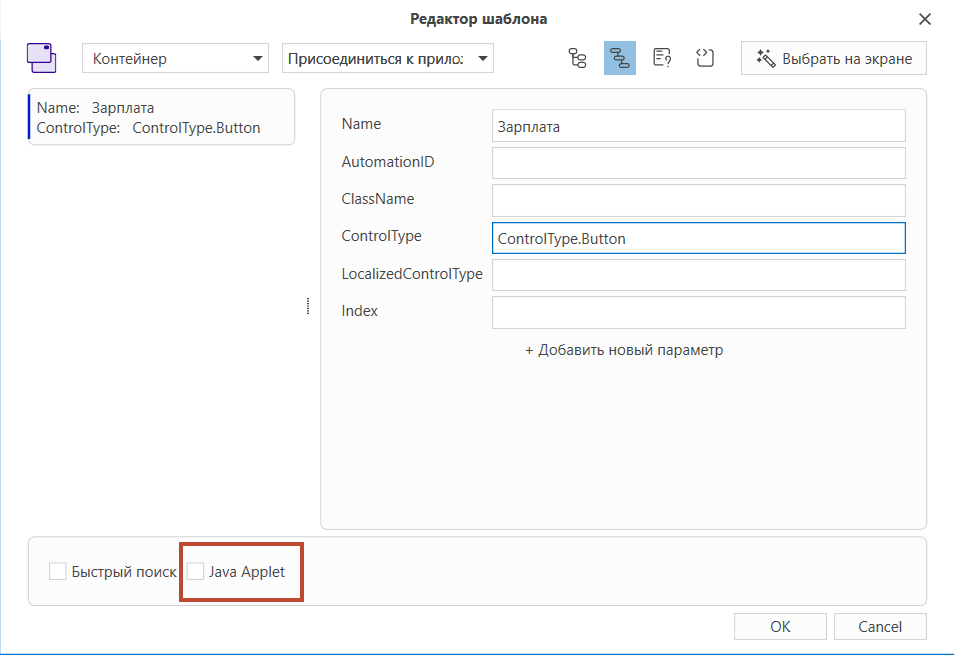 Редактор шаблона
Контейнер
Присоединиться к прилож
Выбрать на экране
Name: Зарплата
ControlType: ControlType.Button
Name
Зарплата
AutomationID
ClassName
ControlType
ControlType.Button
LocalizedControlType
Index
+ Добавить новый параметр
Быстрый поиск
Java Applet
OK
Cancel